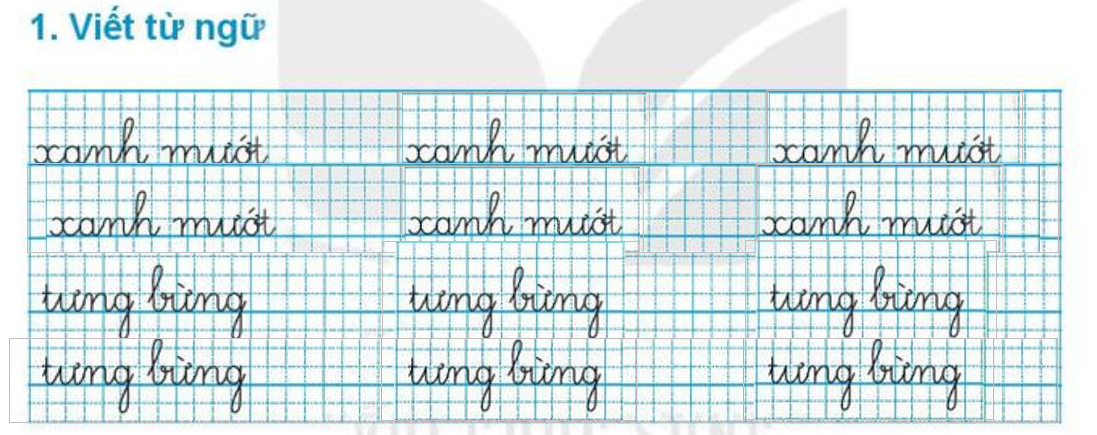 1. Viết từ ngữ
xanh mướt xanh mướt xanh mướt
xanh mướt xanh mướt xanh mướt
tưng bừng tưng bừng tưng bừng
tưng bừng tưng bừng tưng bừng